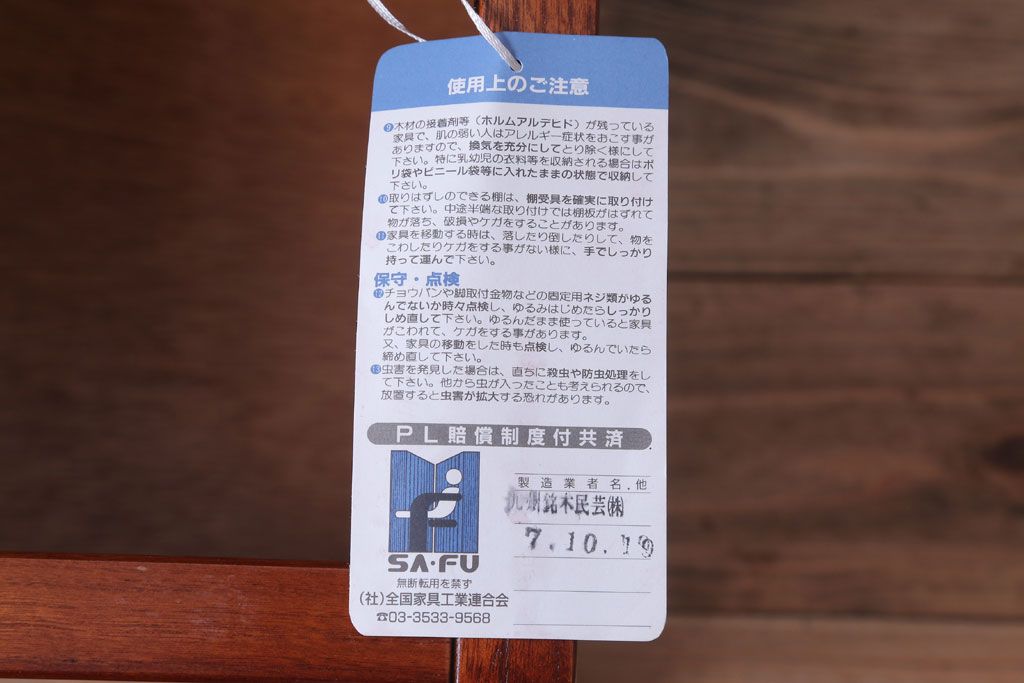 使用上のご注意
⑨木材の接着剤等（ホルムアルデヒド）が残っている
家具で、肌の弱い人はアレルギー症状をおこす事が
ありますので、換気を充分にしてとり除く様にして
下さい。特に乳幼児の衣料等を収納される場合はポ
リ袋やビニール袋等に入れたままの状態で収納して
下さい。
⑩取りはずしのできる棚は、棚受具を確実に取り付け
て下さい。中途半端な取り付けでは棚板がはずれて
物が落ち、破損やケガをすることがあります。
⑪家具を移動する時は、落したり倒したりして、物を
こわしたりケガをする事がない様に、手でしっかり
持って運んで下さい。
保守・点検
⑫チョウバンや脚取付金物などの固定用ネジ類がゆる
んでないか時々点検し、ゆるみはじめたらしっかり
しめ直して下さい。ゆるんだまま使っていると家具
がこわれて、ケガをする事があります。
又、家具の移動をした時も点検し、ゆるんでいたら
締め直して下さい。
⑬虫害を発見した場合は、直ちに殺虫や防虫処理をし
て下さい。他から虫が入ったことも考えられるので、
放置すると虫害が拡大する恐れがあります。
PL賠償制度付共済
製造業者名.他
九州銘木民芸㈱
7.10.19
SA・FU
無断転用を禁ず
(社)全国家具工業連合会
☎03-3533-9568